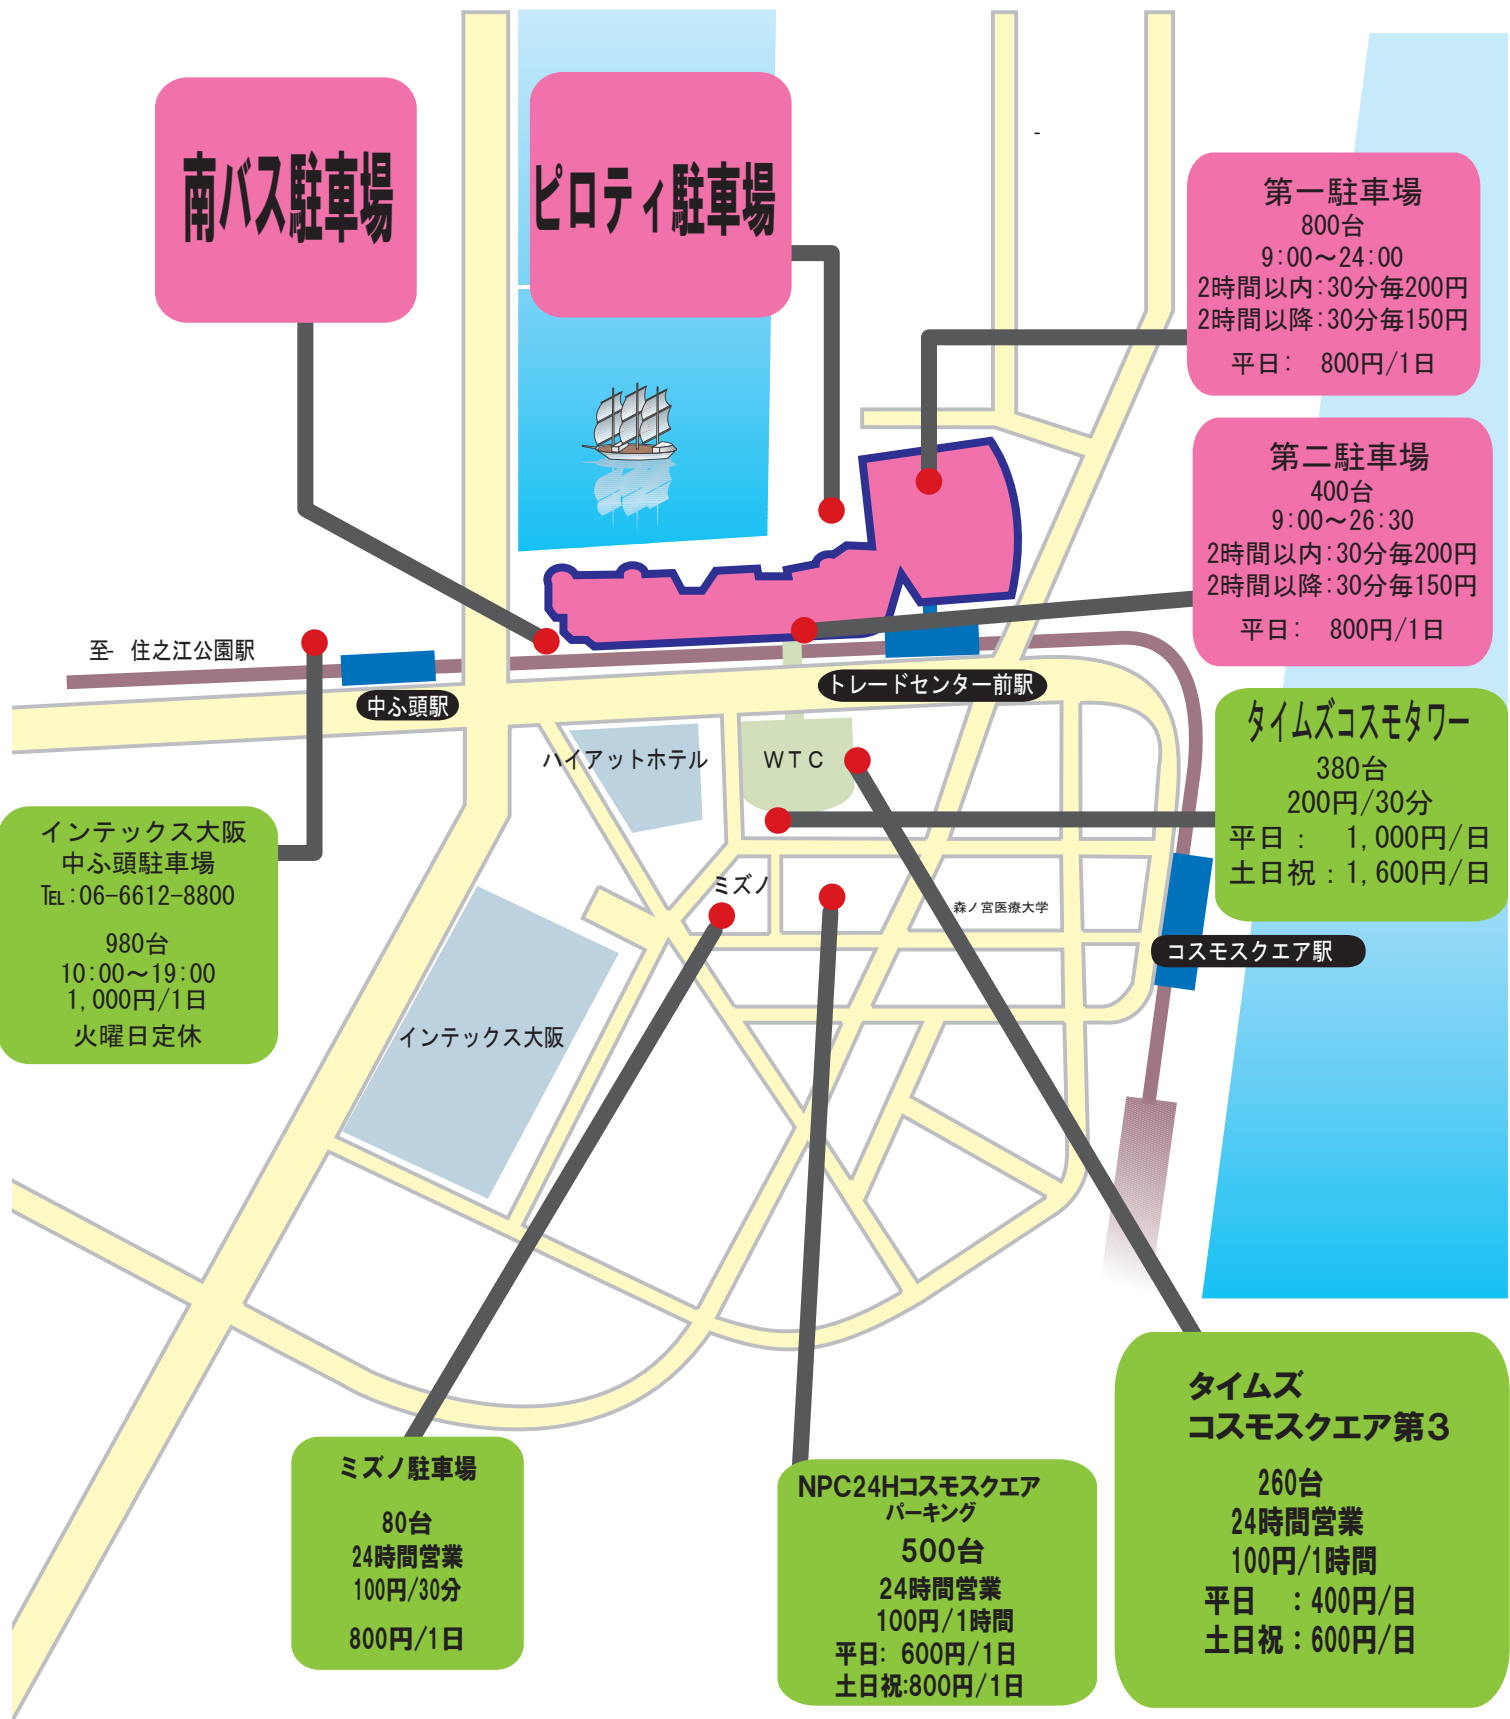 南バス駐車場
ピロティ駐車場
-
第一駐車場
800台
9:00〜24:00
2時間以内:30分毎200円
2時間以降:30分毎150円
平日: 800円/1日
第二駐車場
400台
9:00〜26:30
2時間以内:30分毎200円
2時間以降:30分毎150円
平日: 800円/1日
至 住之江公園駅
中ふ頭駅
トレードセンター前駅
タイムズコスモタワー
380台
200円/30分
平日: 1,000円/日
土日祝:1,600円/日
ハイアットホテル
WTC
インテックス大阪
中ふ頭駐車場
℡:06-6612-8800
980台
10:00〜19:00
1,000円/1日
火曜日定休
ミズノ
森ノ宮医療大学
コスモスクエア駅
インテックス大阪
タイムズ
コスモスクエア第3
260台
24時間営業
100円/1時間
平日 :400円/日
土日祝:600円/日
ミズノ駐車場
80台
24時間営業
100円/30分
800円/1日
NPC24Hコスモスクエア
パーキング
500台
24時間営業
100円/1時間
平日: 600円/1日
土日祝:800円/1日